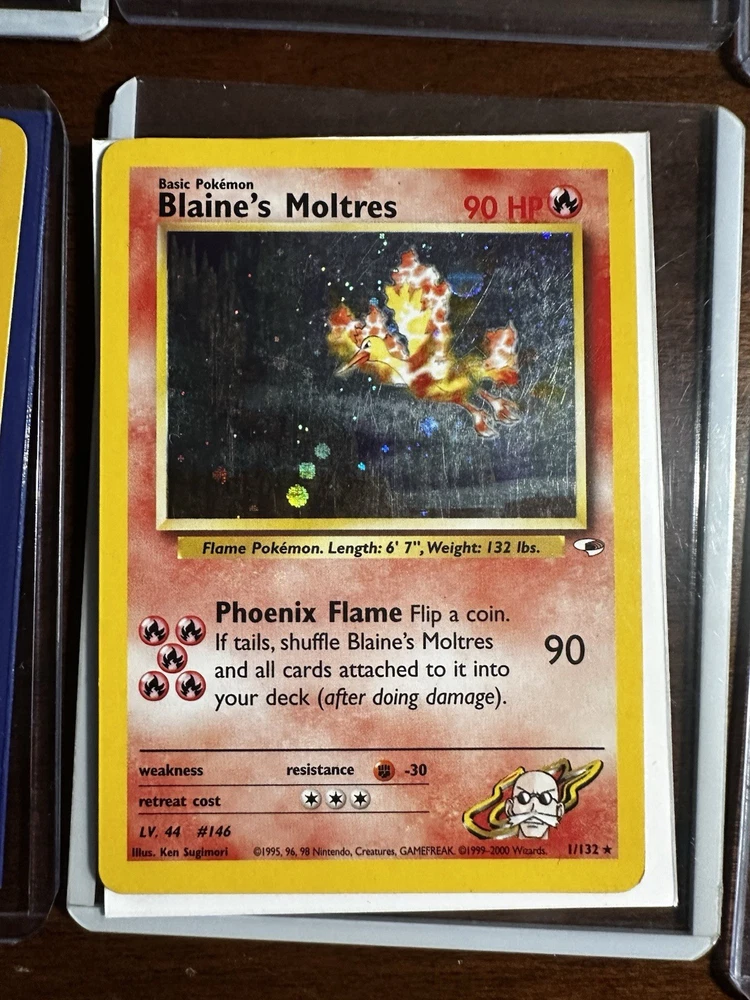 Basic Pokémon
Blaine's Moltres 90 HP
Flame Pokémon. Length: 6' 7", Weight: 132 lbs.
Phoenix Flame Flip a coin.
If tails, shuffle Blaine's Moltres
and all cards attached to it into
your deck (after doing damage).
90
weakness resistance -30
retreat cost
LV. 44 #146
Illus. Ken Sugimori ©1995, 96, 98 Nintendo, Creatures, GAMEFREAK. ©1999-2000 Wizards. 1/132 ★